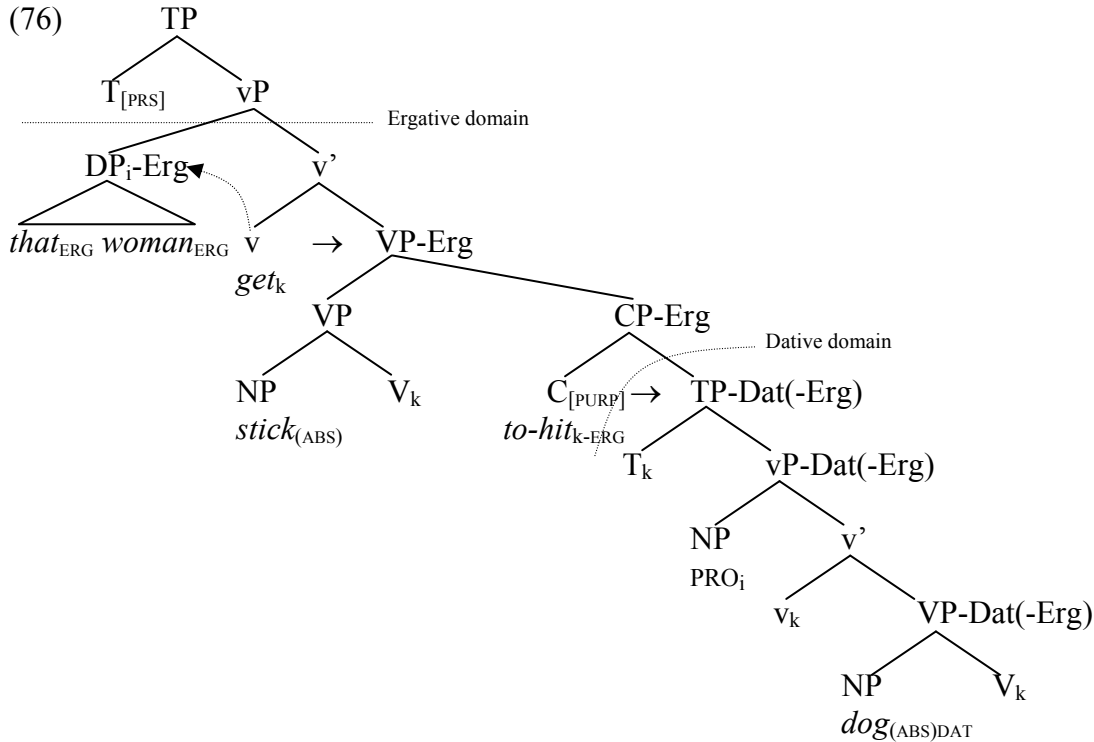 (76) TP
T[PRS] vP
Ergative domain
DPi-Erg v’
thatERG womanERG v → VP-Erg
getk
VP CP-Erg
Dative domain
NP Vk C[PURP] → TP-Dat(-Erg)
stick(ABS) to-hitk-ERG
Tk vP-Dat(-Erg)
NP v’
PROi
vk VP-Dat(-Erg)
NP Vk
dog(ABS)DAT